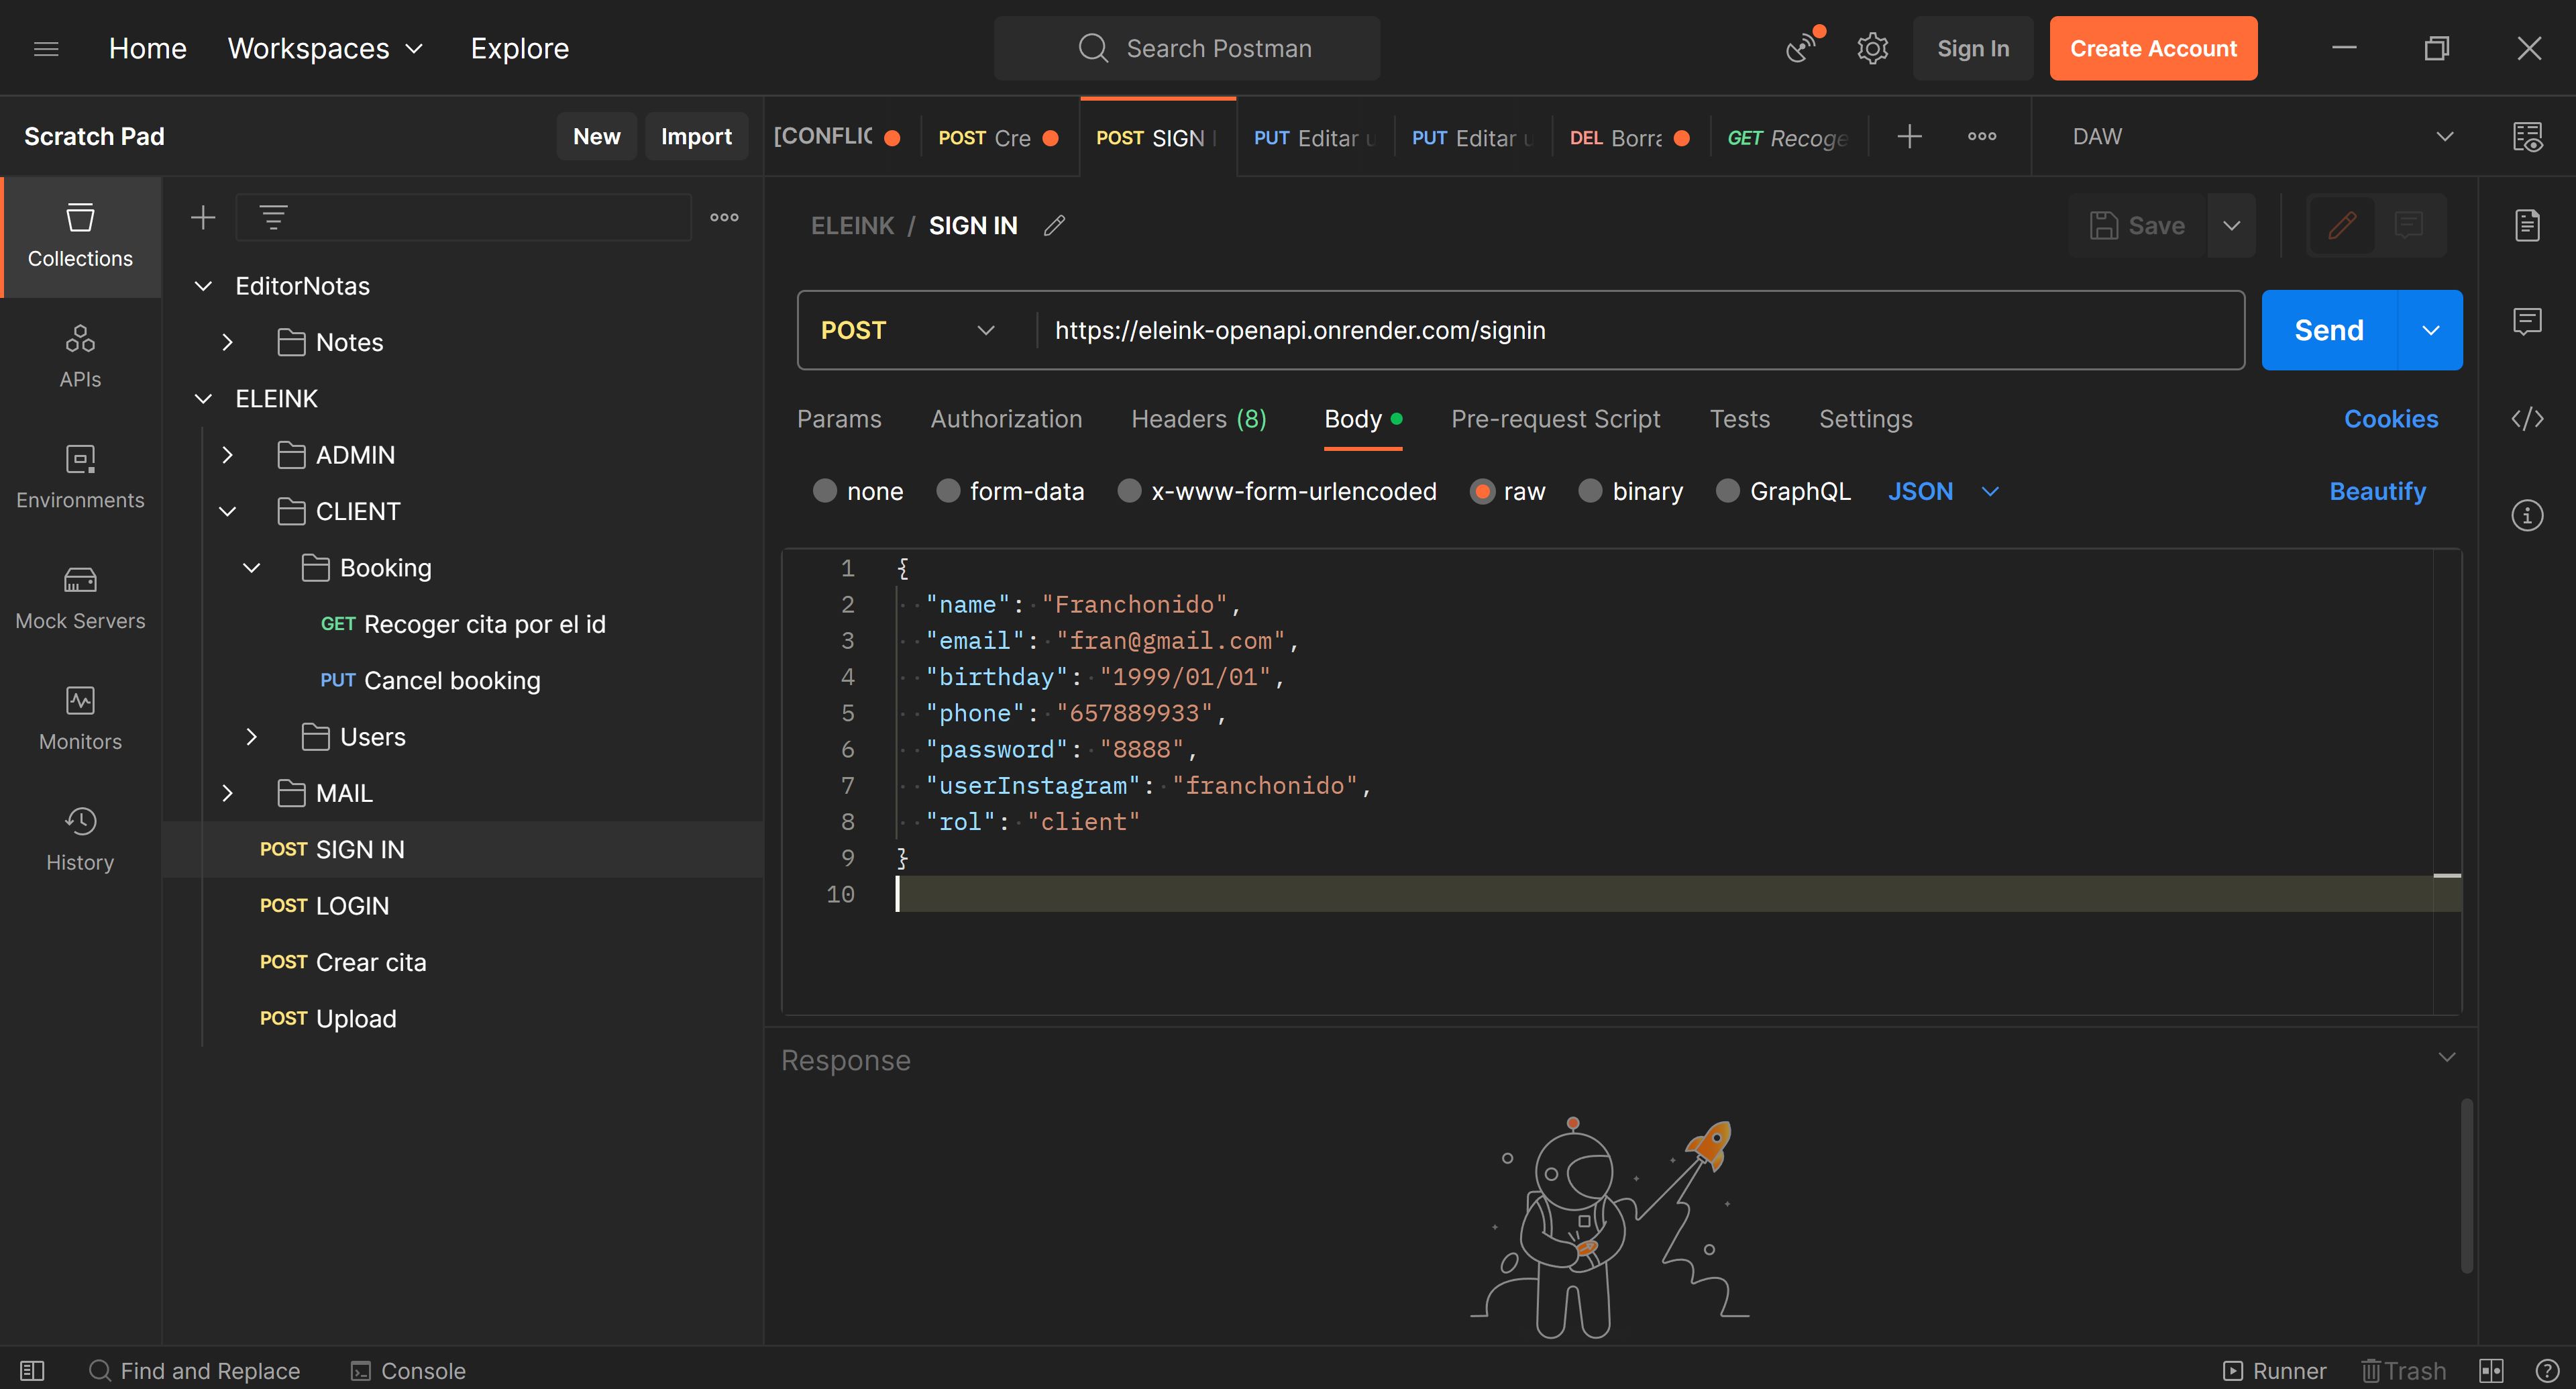 Home Workspaces Explore Search Postman Sign In Create Account
Scratch Pad New Import
[CONFLIC POST Cre POST SIGN PUT Editar PUT Editar DEL Borra GET Recoge DAW
Collections
APIs
Environments
Mock Servers
Monitors
History
EditorNotas
Notes
ELEINK
ADMIN
CLIENT
Booking
GET Recoger cita por el id
PUT Cancel booking
Users
MAIL
POST SIGN IN
POST LOGIN
POST Crear cita
POST Upload
ELEINK / SIGN IN Save
POST https://eleink-openapi.onrender.com/signin Send
Params Authorization Headers (8) Body Pre-request Script Tests Settings Cookies
none form-data x-www-form-urlencoded raw binary GraphQL JSON Beautify
1 {
2 "name": "Franchonido",
3 "email": "fran@gmail.com",
4 "birthday": "1999/01/01",
5 "phone": "657889933",
6 "password": "8888",
7 "userInstagram": "franchonido",
8 "rol": "client"
9 }
10
Response
Find and Replace Console Runner Trash